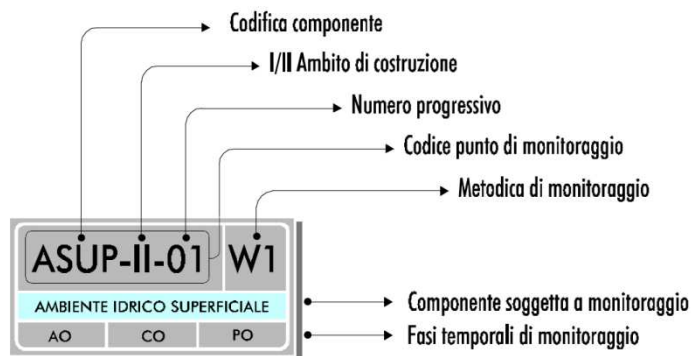 Codifica componente
I/II Ambito di costruzione
Numero progressivo
Codice punto di monitoraggio
Metodica di monitoraggio
ASUP-II-01 W1
AMBIENTE IDRICO SUPERFICIALE
Componente soggetta a monitoraggio
AO CO PO
Fasi temporali di monitoraggio